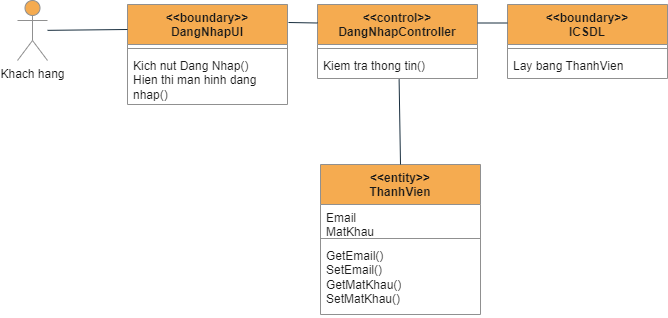 Khach hang
<<boundary>>
DangNhapUI
Kich nut Dang Nhap()
Hien thi man hinh dang
nhap()
<<control>>
DangNhapController
Kiem tra thong tin()
<<boundary>>
ICSDL
Lay bang ThanhVien
<<entity>>
ThanhVien
Email
MatKhau
GetEmail()
SetEmail()
GetMatKhau()
SetMatKhau()